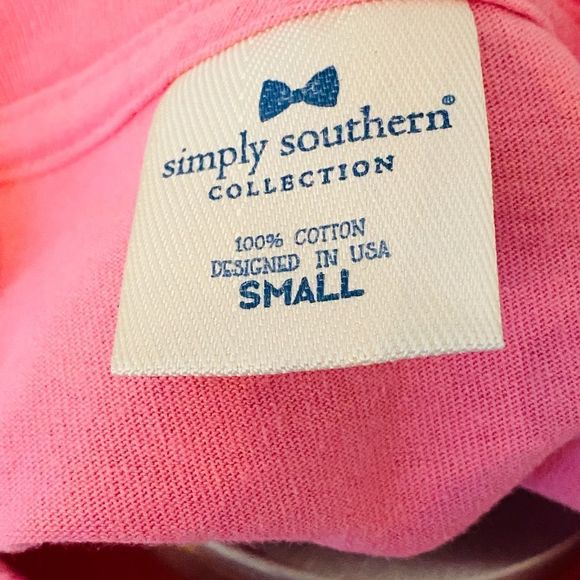 simply southern®
COLLECTION
100% COTTON
DESIGNED IN USA
SMALL